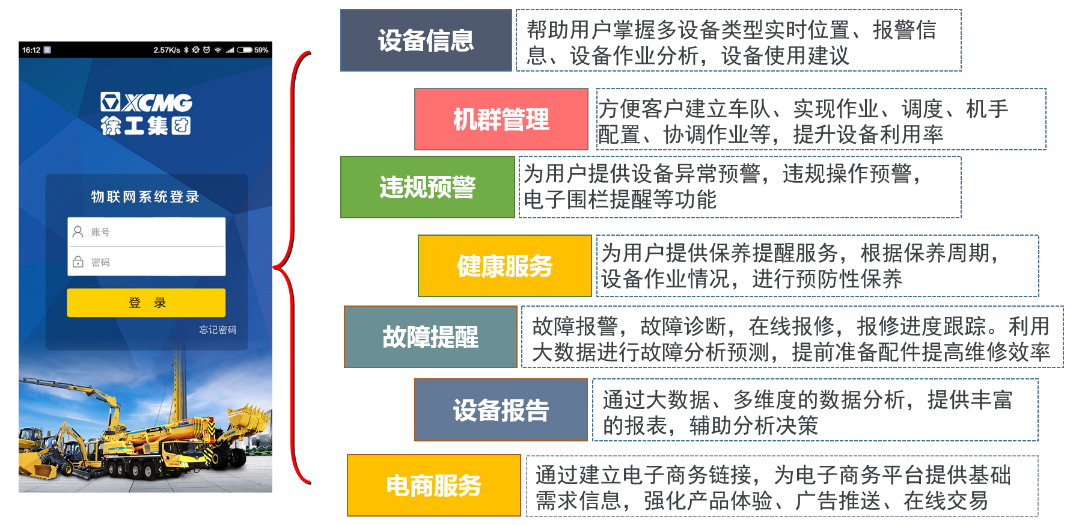 16:12
2.57K/s
59%
XCMG
徐工集团
物联网系统登录
账号
密码
登 录
忘记密码
设备信息
帮助用户掌握多设备类型实时位置、报警信
息、设备作业分析，设备使用建议
机群管理
方便客户建立车队、实现作业、调度、机手
配置、协调作业等，提升设备利用率
违规预警
为用户提供设备异常预警，违规操作预警，
电子围栏提醒等功能
健康服务
为用户提供保养提醒服务，根据保养周期，
设备作业情况，进行预防性保养
故障提醒
故障报警，故障诊断，在线报修，报修进度跟踪。利用
大数据进行故障分析预测，提前准备配件提高维修效率
设备报告
通过大数据、多维度的数据分析，提供丰富
的报表，辅助分析决策
电商服务
通过建立电子商务链接，为电子商务平台提供基础
需求信息，强化产品体验、广告推送、在线交易